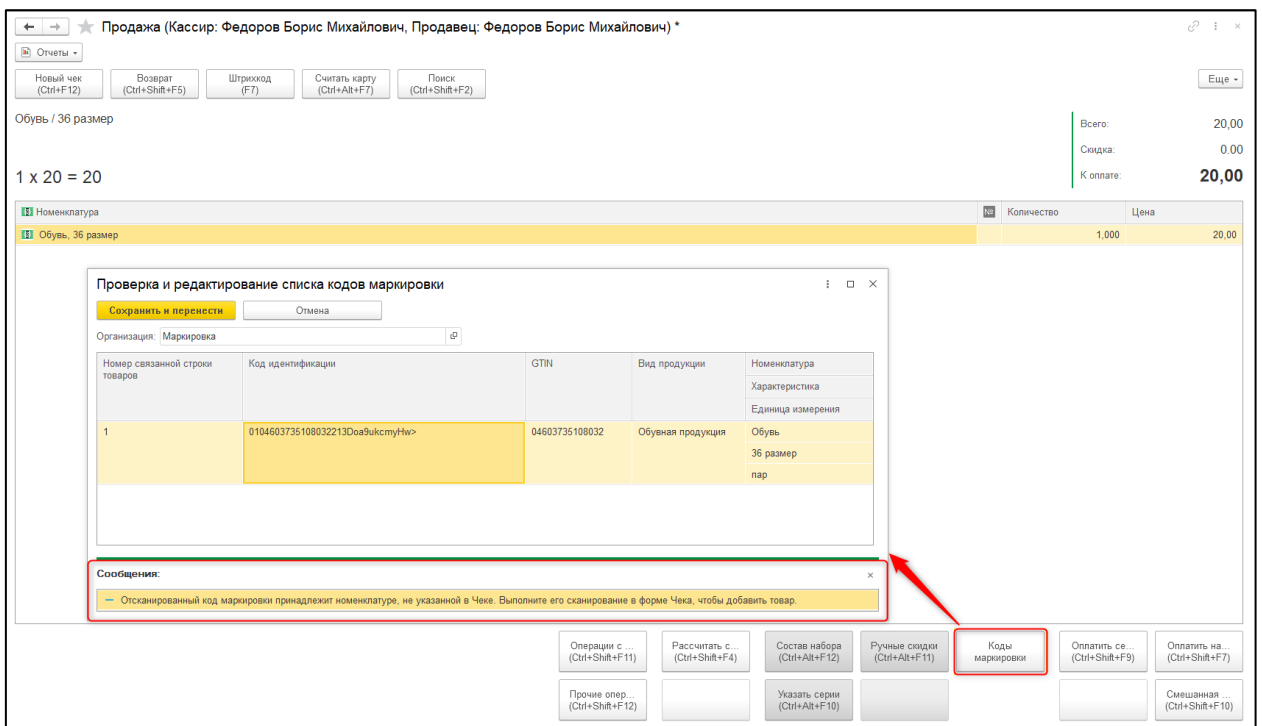 Продажа (Кассир: Федоров Борис Михайлович, Продавец: Федоров Борис Михайлович) *
Отчеты
Новый чек (Ctrl+F12)
Возврат (Ctrl+Shift+F5)
Штрихкод (F7)
Считать карту (Ctrl+Alt+F7)
Поиск (Ctrl+Shift+F2)
Еще
Обувь / 36 размер
Всего: 20,00
Скидка: 0.00
1 x 20 = 20
К оплате: 20,00
Номенклатура № Количество Цена
Обувь, 36 размер 1,000 20,00
Проверка и редактирование списка кодов маркировки
Сохранить и перенести Отмена
Организация: Маркировка
Номер связанной строки товаров
Код идентификации
GTIN
Вид продукции
Номенклатура
Характеристика
Единица измерения
1 0104603735108032213Doa9ukcmyHw> 04603735108032 Обувная продукция Обувь
36 размер
пар
Сообщения:
Отсканированный код маркировки принадлежит номенклатуре, не указанной в Чеке. Выполните его сканирование в форме Чека, чтобы добавить товар.
Операции с ... (Ctrl+Shift+F11)
Рассчитать с... (Ctrl+Shift+F4)
Состав набора (Ctrl+Alt+F12)
Ручные скидки (Ctrl+Alt+F11)
Коды маркировки
Оплатить се... (Ctrl+Shift+F9)
Оплатить на... (Ctrl+Shift+F7)
Прочие опер... (Ctrl+Shift+F12)
Указать серии (Ctrl+Alt+F10)
Смешанная ... (Ctrl+Shift+F10)